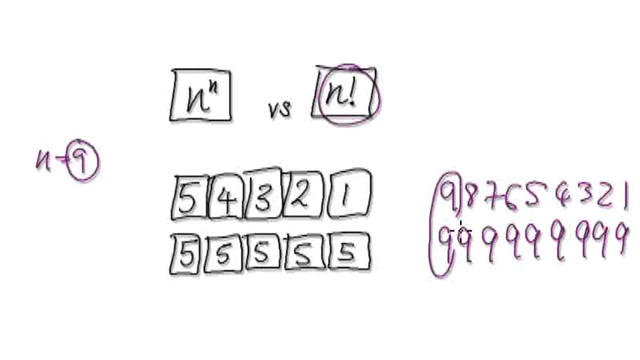 nⁿ vs n!
n=9
5 4 3 2 1
5 5 5 5 5
9 8 7 6 5 4 3 2 1
9 9 9 9 9 9 9 9 9